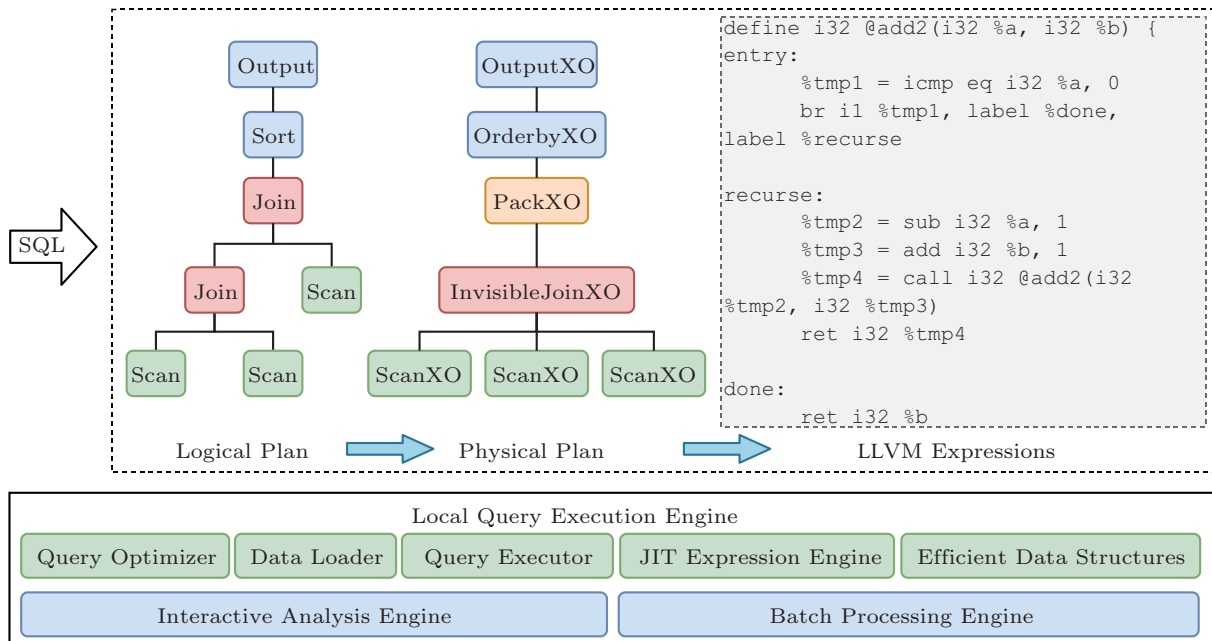 SQL
Output
Sort
Join
Join Scan
Scan Scan
Logical Plan
OutputXO
OrderbyXO
PackXO
InvisibleJoinXO
ScanXO ScanXO ScanXO
Physical Plan
define i32 @add2(i32 %a, i32 %b) {
entry:
%tmp1 = icmp eq i32 %a, 0
br i1 %tmp1, label %done,
label %recurse
recurse:
%tmp2 = sub i32 %a, 1
%tmp3 = add i32 %b, 1
%tmp4 = call i32 @add2(i32
%tmp2, i32 %tmp3)
ret i32 %tmp4
done:
ret i32 %b
LLVM Expressions
Local Query Execution Engine
Query Optimizer Data Loader Query Executor JIT Expression Engine Efficient Data Structures
Interactive Analysis Engine Batch Processing Engine